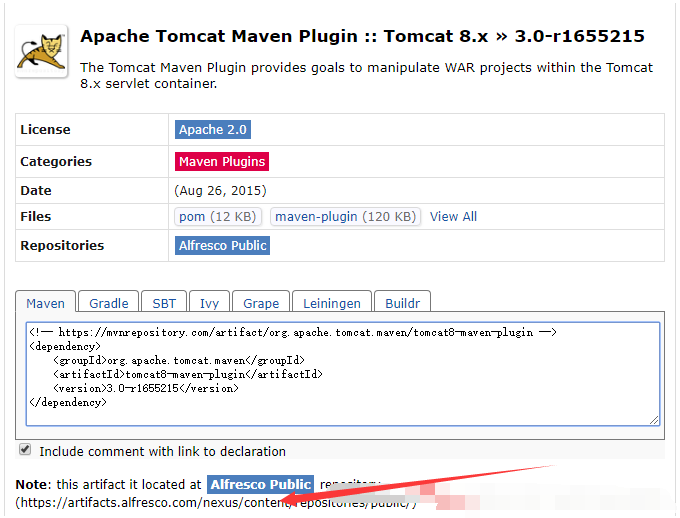 Apache Tomcat Maven Plugin :: Tomcat 8.x » 3.0-r1655215
The Tomcat Maven Plugin provides goals to manipulate WAR projects within the Tomcat
8.x servlet container.
License Apache 2.0
Categories Maven Plugins
Date (Aug 26, 2015)
Files pom (12 KB) maven-plugin (120 KB) View All
Repositories Alfresco Public
Maven Gradle SBT Ivy Grape Leiningen Buildr
<!-- https://mvnrepository.com/artifact/org.apache.tomcat.maven/tomcat8-maven-plugin -->
<dependency>
    <groupId>org.apache.tomcat.maven</groupId>
    <artifactId>tomcat8-maven-plugin</artifactId>
    <version>3.0-r1655215</version>
</dependency>
Include comment with link to declaration
Note: this artifact it located at Alfresco Public repository
(https://artifacts.alfresco.com/nexus/content/repositories/public/)